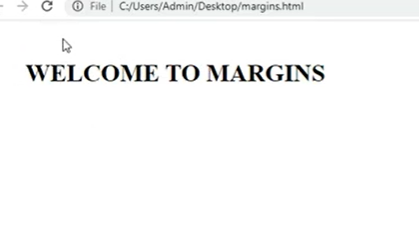 File | C:/Users/Admin/Desktop/margins.html
WELCOME TO MARGINS